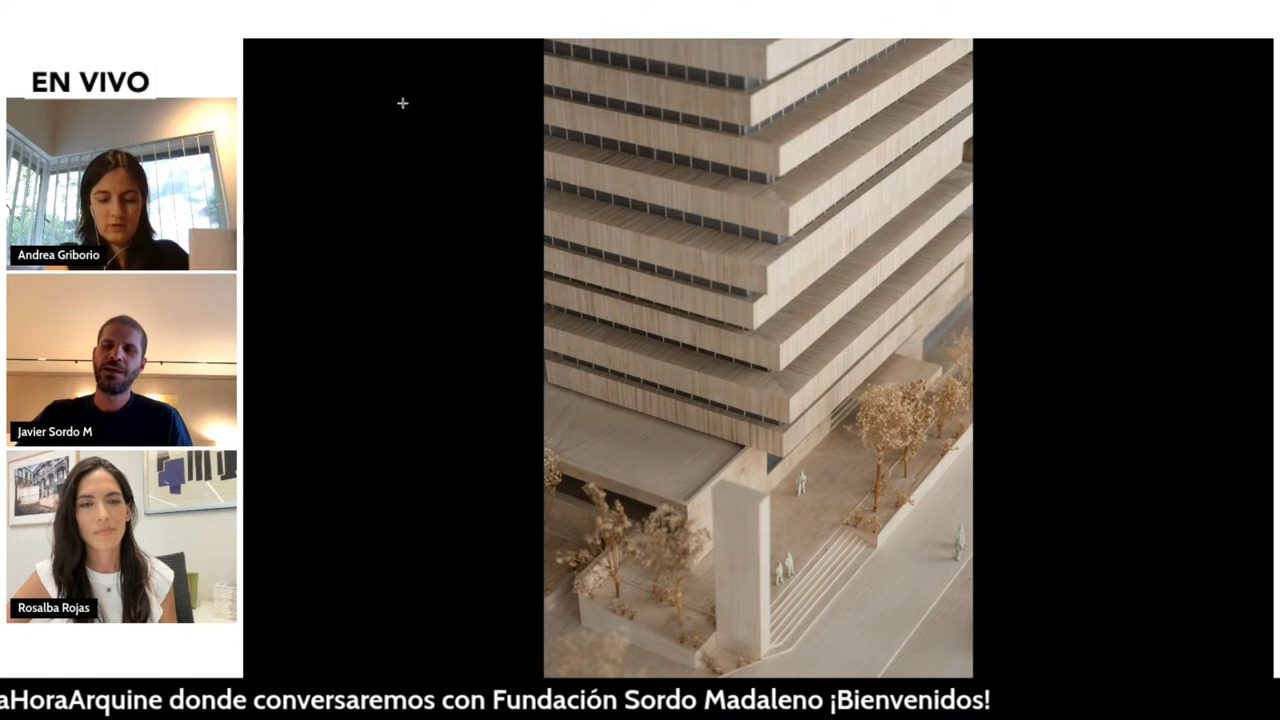 EN VIVO
Andrea Griborio
Javier Sordo M
Rosalba Rojas
aHoraArquine donde conversaremos con Fundación Sordo Madaleno ¡Bienvenidos!